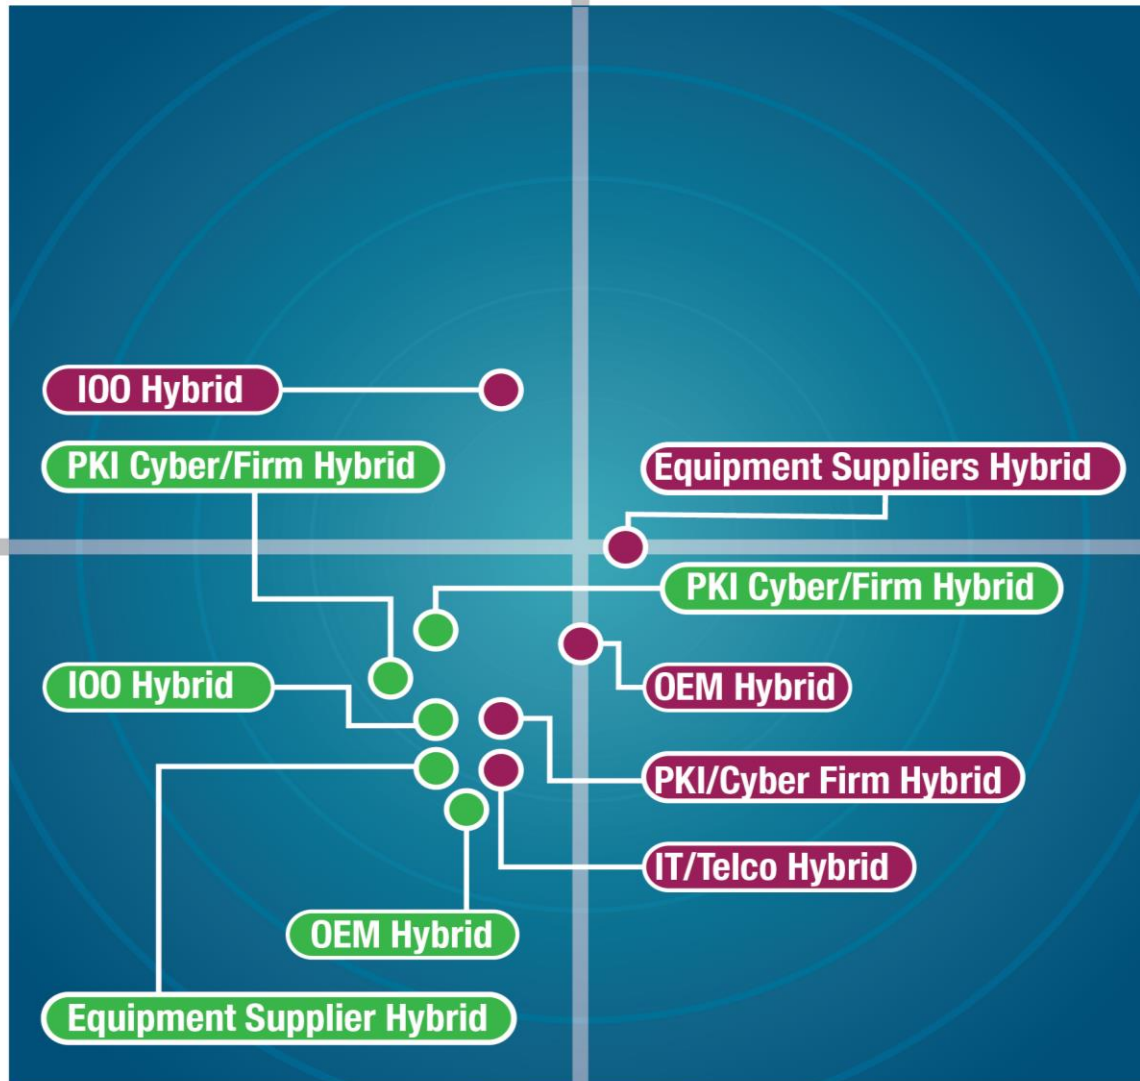 IOO Hybrid
PKI Cyber/Firm Hybrid
Equipment Suppliers Hybrid
PKI Cyber/Firm Hybrid
IOO Hybrid
OEM Hybrid
PKI/Cyber Firm Hybrid
IT/Telco Hybrid
OEM Hybrid
Equipment Supplier Hybrid